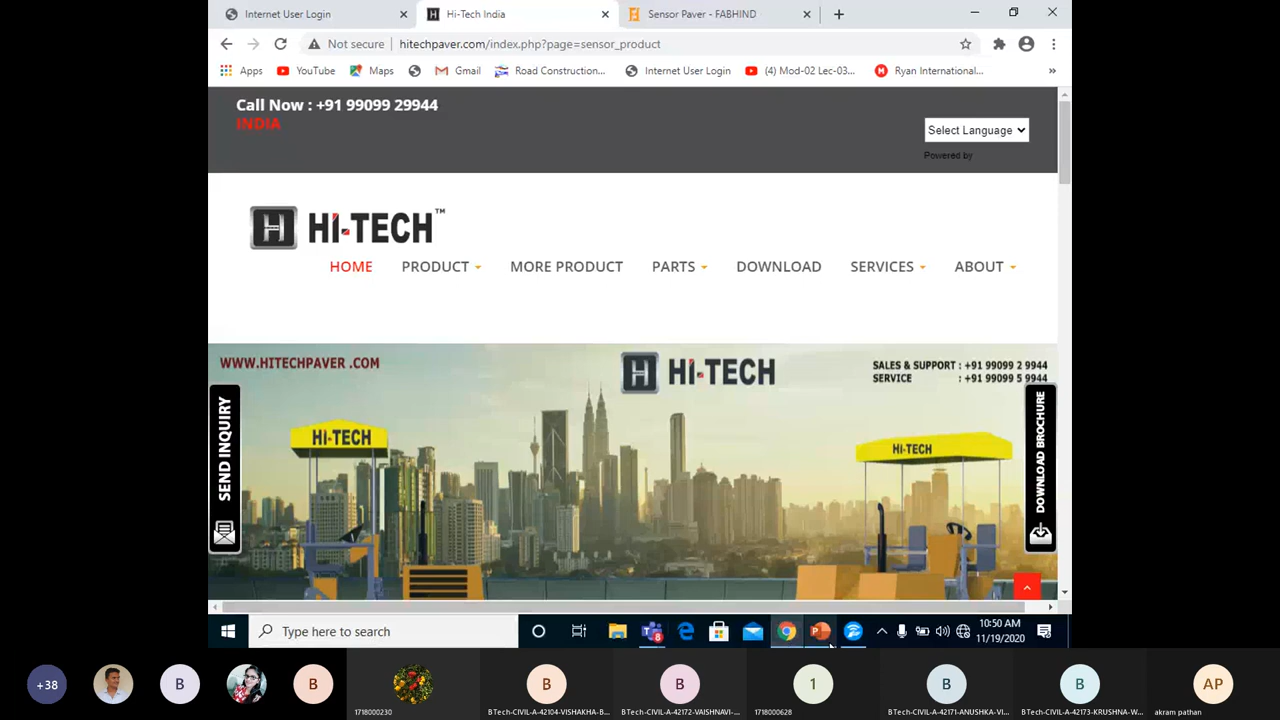 Internet User Login
Hi-Tech India
Sensor Paver - FABHIND
Not secure
hitechpaver.com/index.php?page=sensor_product
Apps
YouTube
Maps
Gmail
Road Construction...
Internet User Login
(4) Mod-02 Lec-03...
Ryan International...
»
Call Now : +91 99099 29944
INDIA
Select Language
Powered by
H HI-TECH™
HOME
PRODUCT
MORE PRODUCT
PARTS
DOWNLOAD
SERVICES
ABOUT
WWW.HITECHPAVER .COM
H HI-TECH
SALES & SUPPORT : +91 99099 2 9944
SERVICE : +91 99099 5 9944
SEND INQUIRY
HI-TECH
HI-TECH
DOWNLOAD BROCHURE
Type here to search
8
10:50 AM
11/19/2020
+38
B
B
B
B
1
B
B
AP
1718000230
BTech-CIVIL-A-42104-VISHAKHA-B...
BTech-CIVIL-A-42172-VAISHNAVI-...
1718000628
BTech-CIVIL-A-42171-ANUSHKA-VI...
BTech-CIVIL-A-42173-KRUSHNA-W...
akram pathan